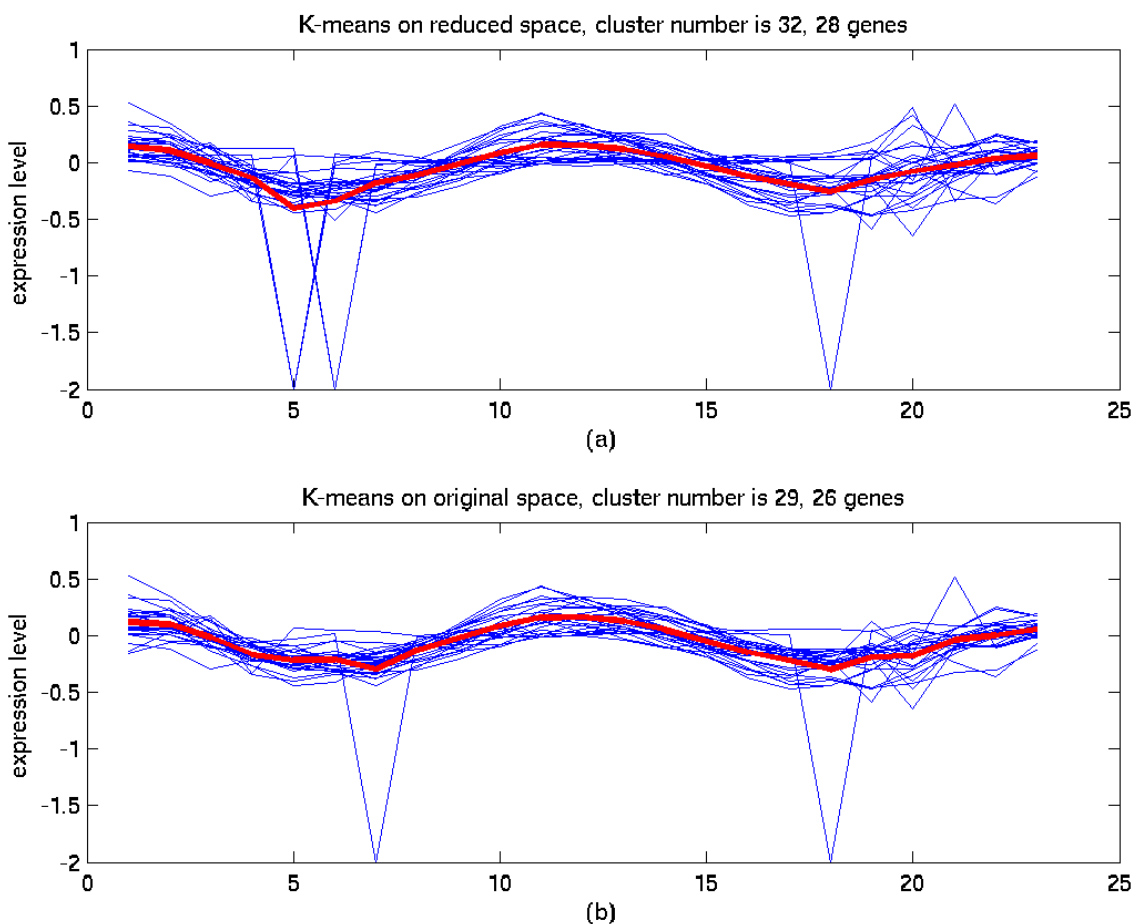 K-means on reduced space, cluster number is 32, 28 genes
1
0.5
0
-0.5
-1
-1.5
-2
expression level
0 5 10 15 20 25
(a)
K-means on original space, cluster number is 29, 26 genes
1
0.5
0
-0.5
-1
-1.5
-2
expression level
0 5 10 15 20 25
(b)